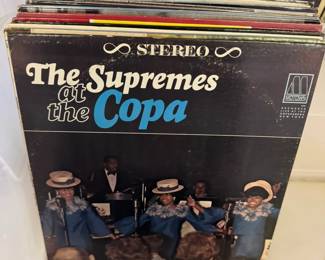 STEREO
The Supremes
at
the Copa